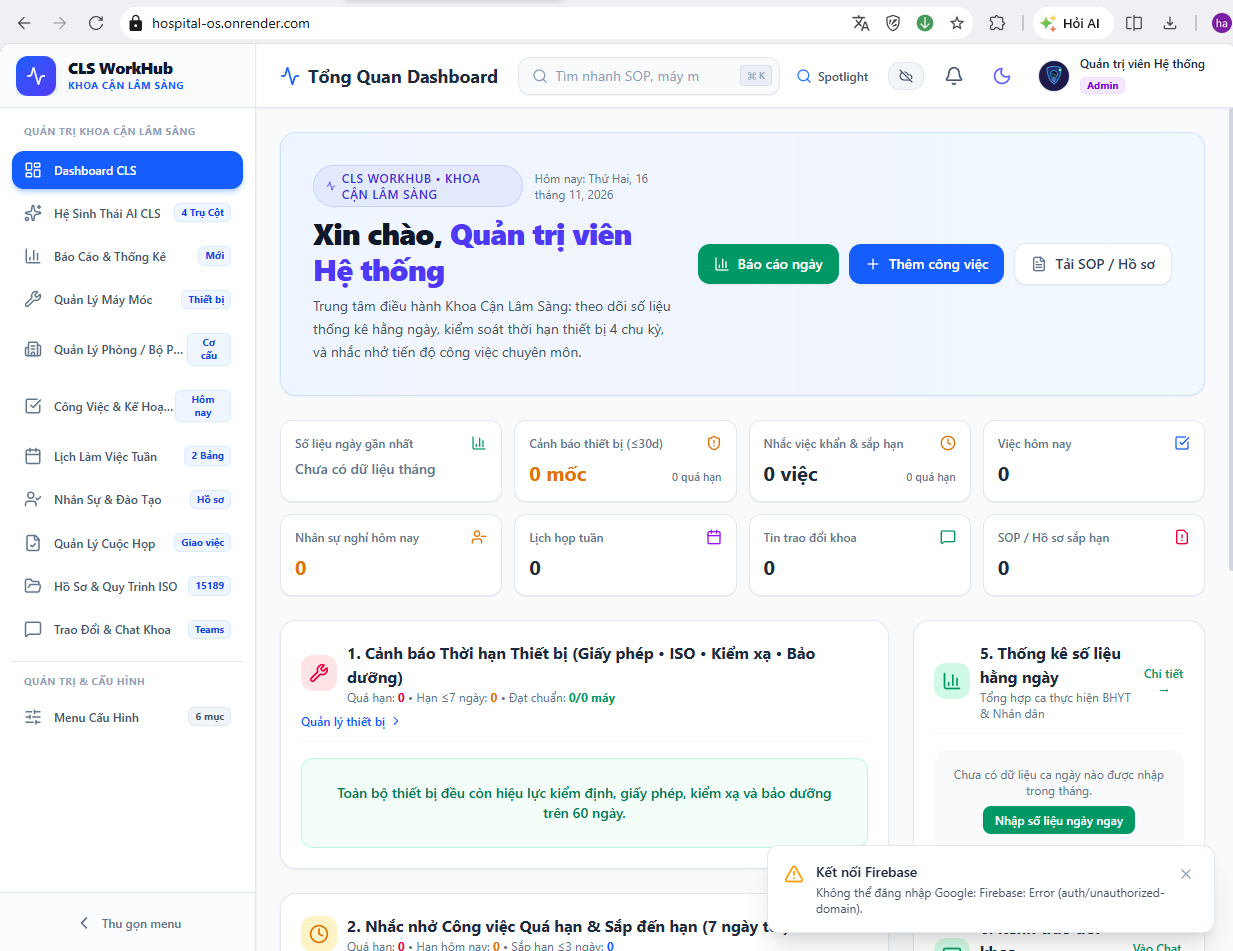 hospital-os.onrender.com
Hỏi AI
ha
CLS WorkHub
KHOA CẬN LÂM SÀNG
Tổng Quan Dashboard
Tìm nhanh SOP, máy m
⌘ K
Spotlight
Quản trị viên Hệ thống
Admin
QUẢN TRỊ KHOA CẬN LÂM SÀNG
Dashboard CLS
Hệ Sinh Thái AI CLS
4 Trụ Cột
Báo Cáo & Thống Kê
Mới
Quản Lý Máy Móc
Thiết bị
Quản Lý Phòng / Bộ P...
Cơ
cấu
Công Việc & Kế Hoạ...
Hôm
nay
Lịch Làm Việc Tuần
2 Bảng
Nhân Sự & Đào Tạo
Hồ sơ
Quản Lý Cuộc Họp
Giao việc
Hồ Sơ & Quy Trình ISO
15189
Trao Đổi & Chat Khoa
Teams
QUẢN TRỊ & CẤU HÌNH
Menu Cấu Hình
6 mục
Thu gọn menu
CLS WORKHUB • KHOA
CẬN LÂM SÀNG
Hôm nay: Thứ Hai, 16
tháng 11, 2026
Xin chào, Quản trị viên
Hệ thống
Trung tâm điều hành Khoa Cận Lâm Sàng: theo dõi số liệu
thống kê hằng ngày, kiểm soát thời hạn thiết bị 4 chu kỳ,
và nhắc nhở tiến độ công việc chuyên môn.
Báo cáo ngày
+ Thêm công việc
Tải SOP / Hồ sơ
Số liệu ngày gần nhất
Chưa có dữ liệu tháng
Cảnh báo thiết bị (≤30d)
0 mốc
0 quá hạn
Nhắc việc khẩn & sắp hạn
0 việc
0 quá hạn
Việc hôm nay
0
Nhân sự nghỉ hôm nay
0
Lịch họp tuần
0
Tin trao đổi khoa
0
SOP / Hồ sơ sắp hạn
0
1. Cảnh báo Thời hạn Thiết bị (Giấy phép • ISO • Kiểm xạ • Bảo
dưỡng)
Quá hạn: 0 • Hạn ≤7 ngày: 0 • Đạt chuẩn: 0/0 máy
Quản lý thiết bị
Toàn bộ thiết bị đều còn hiệu lực kiểm định, giấy phép, kiểm xạ và bảo dưỡng
trên 60 ngày.
5. Thống kê số liệu
hằng ngày
Tổng hợp ca thực hiện BHYT
& Nhân dân
Chi tiết
→
Chưa có dữ liệu ca ngày nào được nhập
trong tháng.
Nhập số liệu ngày ngay
2. Nhắc nhở Công việc Quá hạn & Sắp đến hạn (7 ngày
Quá hạn: 0 • Hạn hôm nay: 0 • Sắp hạn ≤3 ngày: 0
Kết nối Firebase
Không thể đăng nhập Google: Firebase: Error (auth/unauthorized-
domain).
Vào Chat